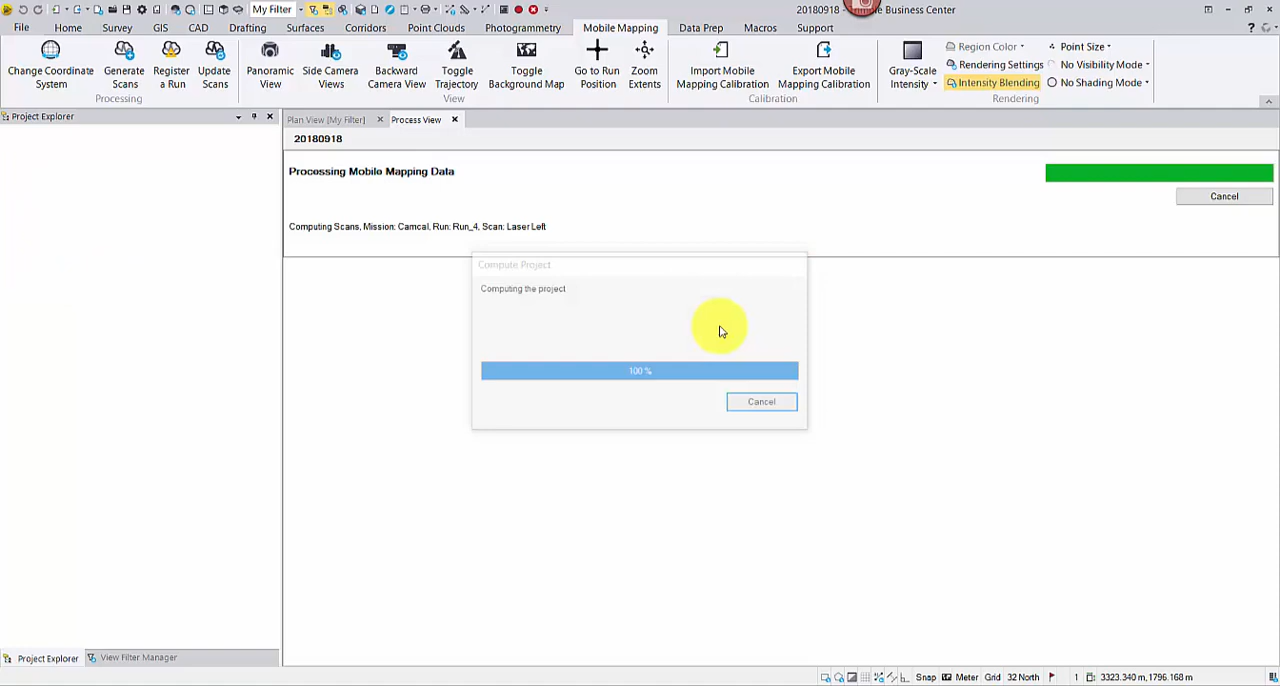 My Filter
20180918 - e Business Center
File Home Survey GIS CAD Drafting Surfaces Corridors Point Clouds Photogrammetry Mobile Mapping Data Prep Macros Support
Change Coordinate System
Generate Scans
Register a Run
Update Scans
Processing
Panoramic View
Side Camera Views
Backward Camera View
Toggle Trajectory
Toggle Background Map
Go to Run Position
Zoom Extents
View
Import Mobile Mapping Calibration
Export Mobile Mapping Calibration
Calibration
Gray-Scale Intensity
Region Color
Rendering Settings
Intensity Blending
Point Size
No Visibility Mode
No Shading Mode
Rendering
Project Explorer
Plan View [My Filter] Process View
20180918
Processing Mobile Mapping Data
Cancel
Computing Scans, Mission: Camcal, Run: Run_4, Scan: Laser Left
Compute Project
Computing the project
100 %
Cancel
Project Explorer View Filter Manager
Snap Meter Grid 32 North 1 3323.340 m,1796.168 m